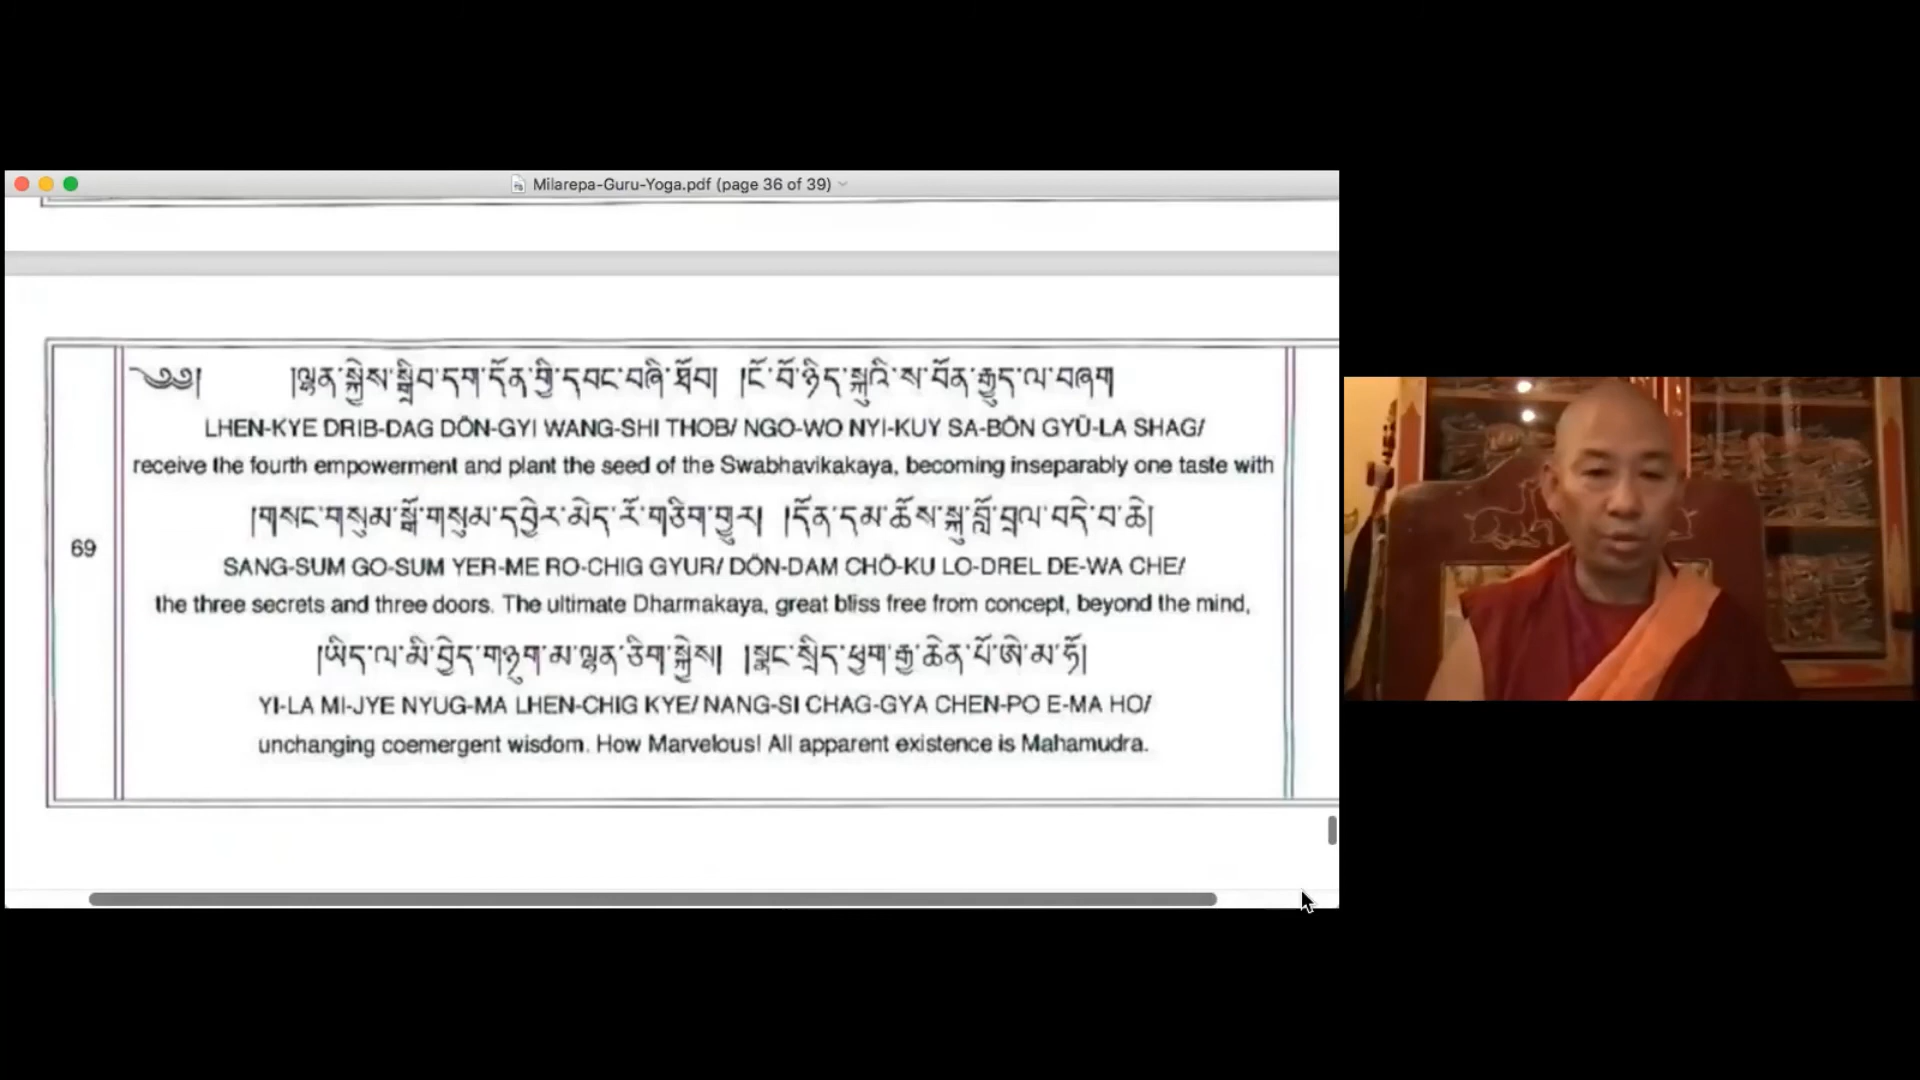 Milarepa-Guru-Yoga.pdf (page 36 of 39)
༄༅། །ལྷན་སྐྱེས་སྒྲིབ་དག་དོན་གྱི་དབང་བཞི་ཐོབ། །ངོ་བོ་ཉིད་སྐུའི་ས་བོན་རྒྱུད་ལ་བཞག
LHEN-KYE DRIB-DAG DÖN-GYI WANG-SHI THOB/ NGO-WO NYI-KUY SA-BÖN GYÜ-LA SHAG/
receive the fourth empowerment and plant the seed of the Swabhavikakaya, becoming inseparably one taste with
།གསང་གསུམ་སྒོ་གསུམ་དབྱེར་མེད་རོ་གཅིག་གྱུར། །དོན་དམ་ཆོས་སྐུ་བློ་བྲལ་བདེ་བ་ཆེ།
69
SANG-SUM GO-SUM YER-ME RO-CHIG GYUR/ DÖN-DAM CHÖ-KU LO-DREL DE-WA CHE/
the three secrets and three doors. The ultimate Dharmakaya, great bliss free from concept, beyond the mind,
།ཡིད་ལ་མི་བྱེད་གཉུག་མ་ལྷན་ཅིག་སྐྱེས། །སྣང་སྲིད་ཕྱག་རྒྱ་ཆེན་པོ་ཨེ་མ་ཧོ།
YI-LA MI-JYE NYUG-MA LHEN-CHIG KYE/ NANG-SI CHAG-GYA CHEN-PO E-MA HO/
unchanging coemergent wisdom. How Marvelous! All apparent existence is Mahamudra.